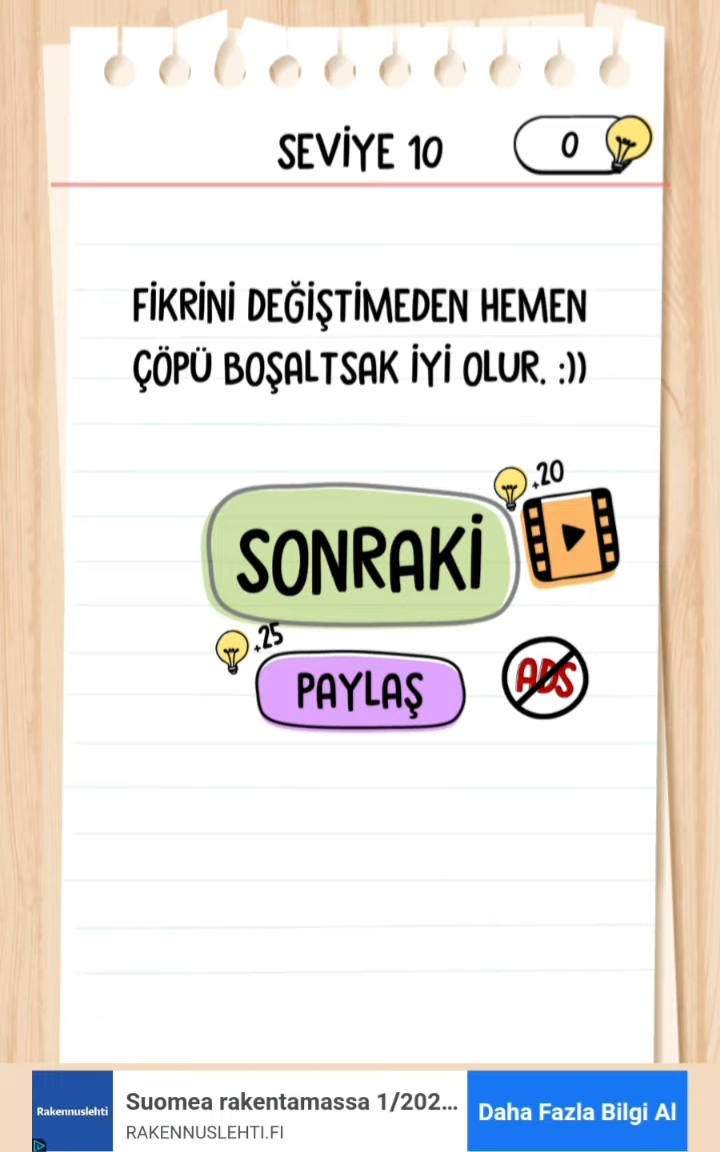 SEVİYE 10
0
FİKRİNİ DEĞİŞTİMEDEN HEMEN
ÇÖPÜ BOŞALTSAK İYİ OLUR. :))
+20
SONRAKİ
+25
PAYLAŞ
ADS
Rakennuslehti
Suomea rakentamassa 1/202...
RAKENNUSLEHTI.FI
Daha Fazla Bilgi Al